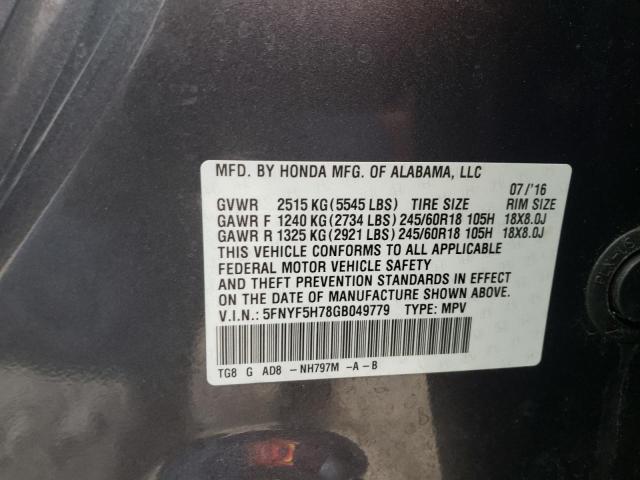 MFD. BY HONDA MFG. OF ALABAMA, LLC
07/'16
GVWR 2515 KG (5545 LBS) TIRE SIZE RIM SIZE
GAWR F 1240 KG (2734 LBS) 245/60R18 105H 18X8.0J
GAWR R 1325 KG (2921 LBS) 245/60R18 105H 18X8.0J
THIS VEHICLE CONFORMS TO ALL APPLICABLE
FEDERAL MOTOR VEHICLE SAFETY
AND THEFT PREVENTION STANDARDS IN EFFECT
ON THE DATE OF MANUFACTURE SHOWN ABOVE.
V.I.N.: 5FNYF5H78GB049779 TYPE: MPV
TG8 G AD8 -NH797M -A-B